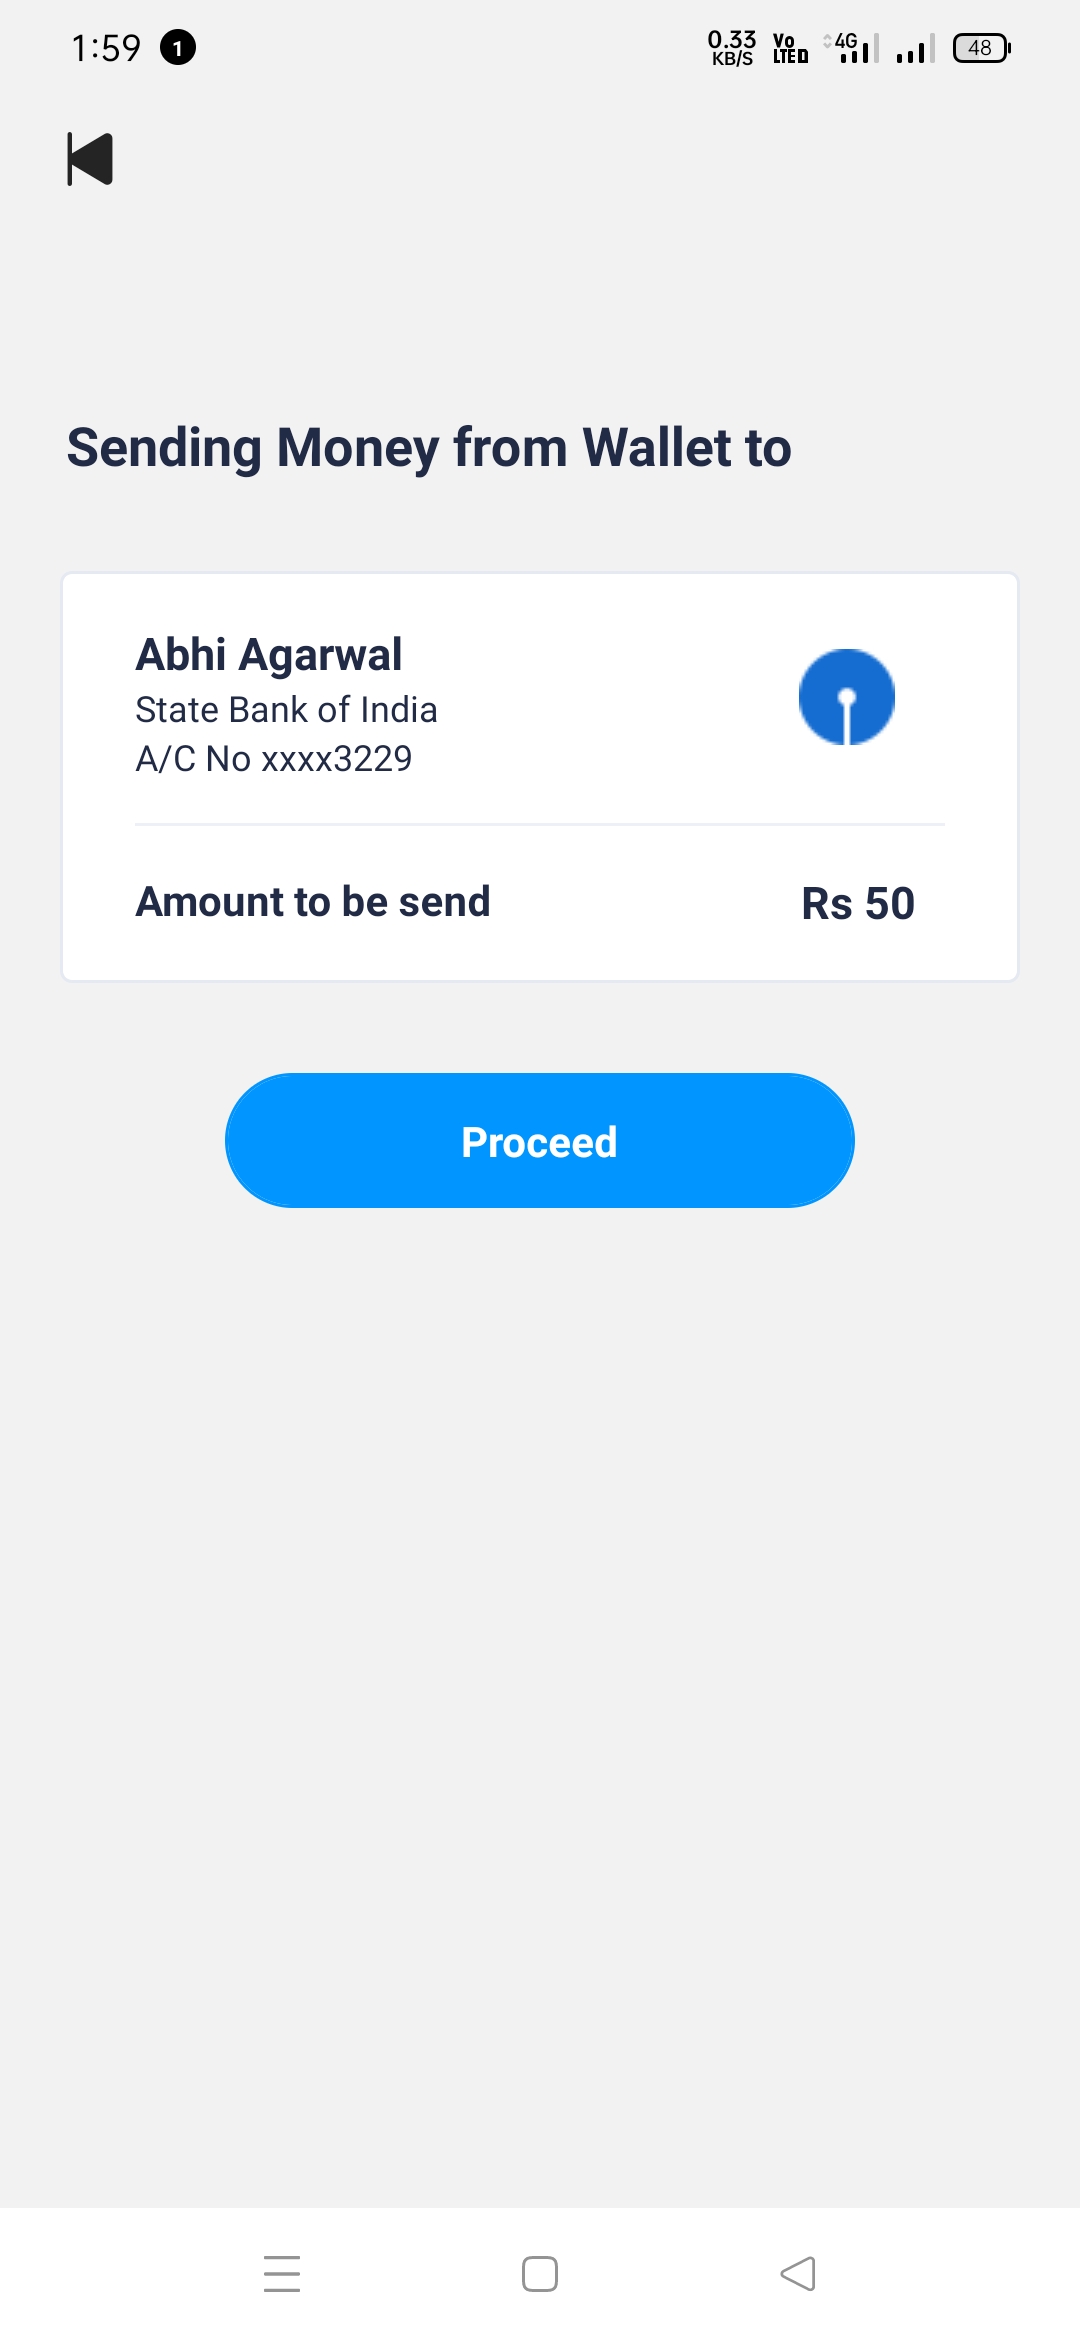 1:59 1 0.33 KB/S Vo LTE D 4G 48
Sending Money from Wallet to
Abhi Agarwal
State Bank of India
A/C No xxxx3229
Amount to be send Rs 50
Proceed